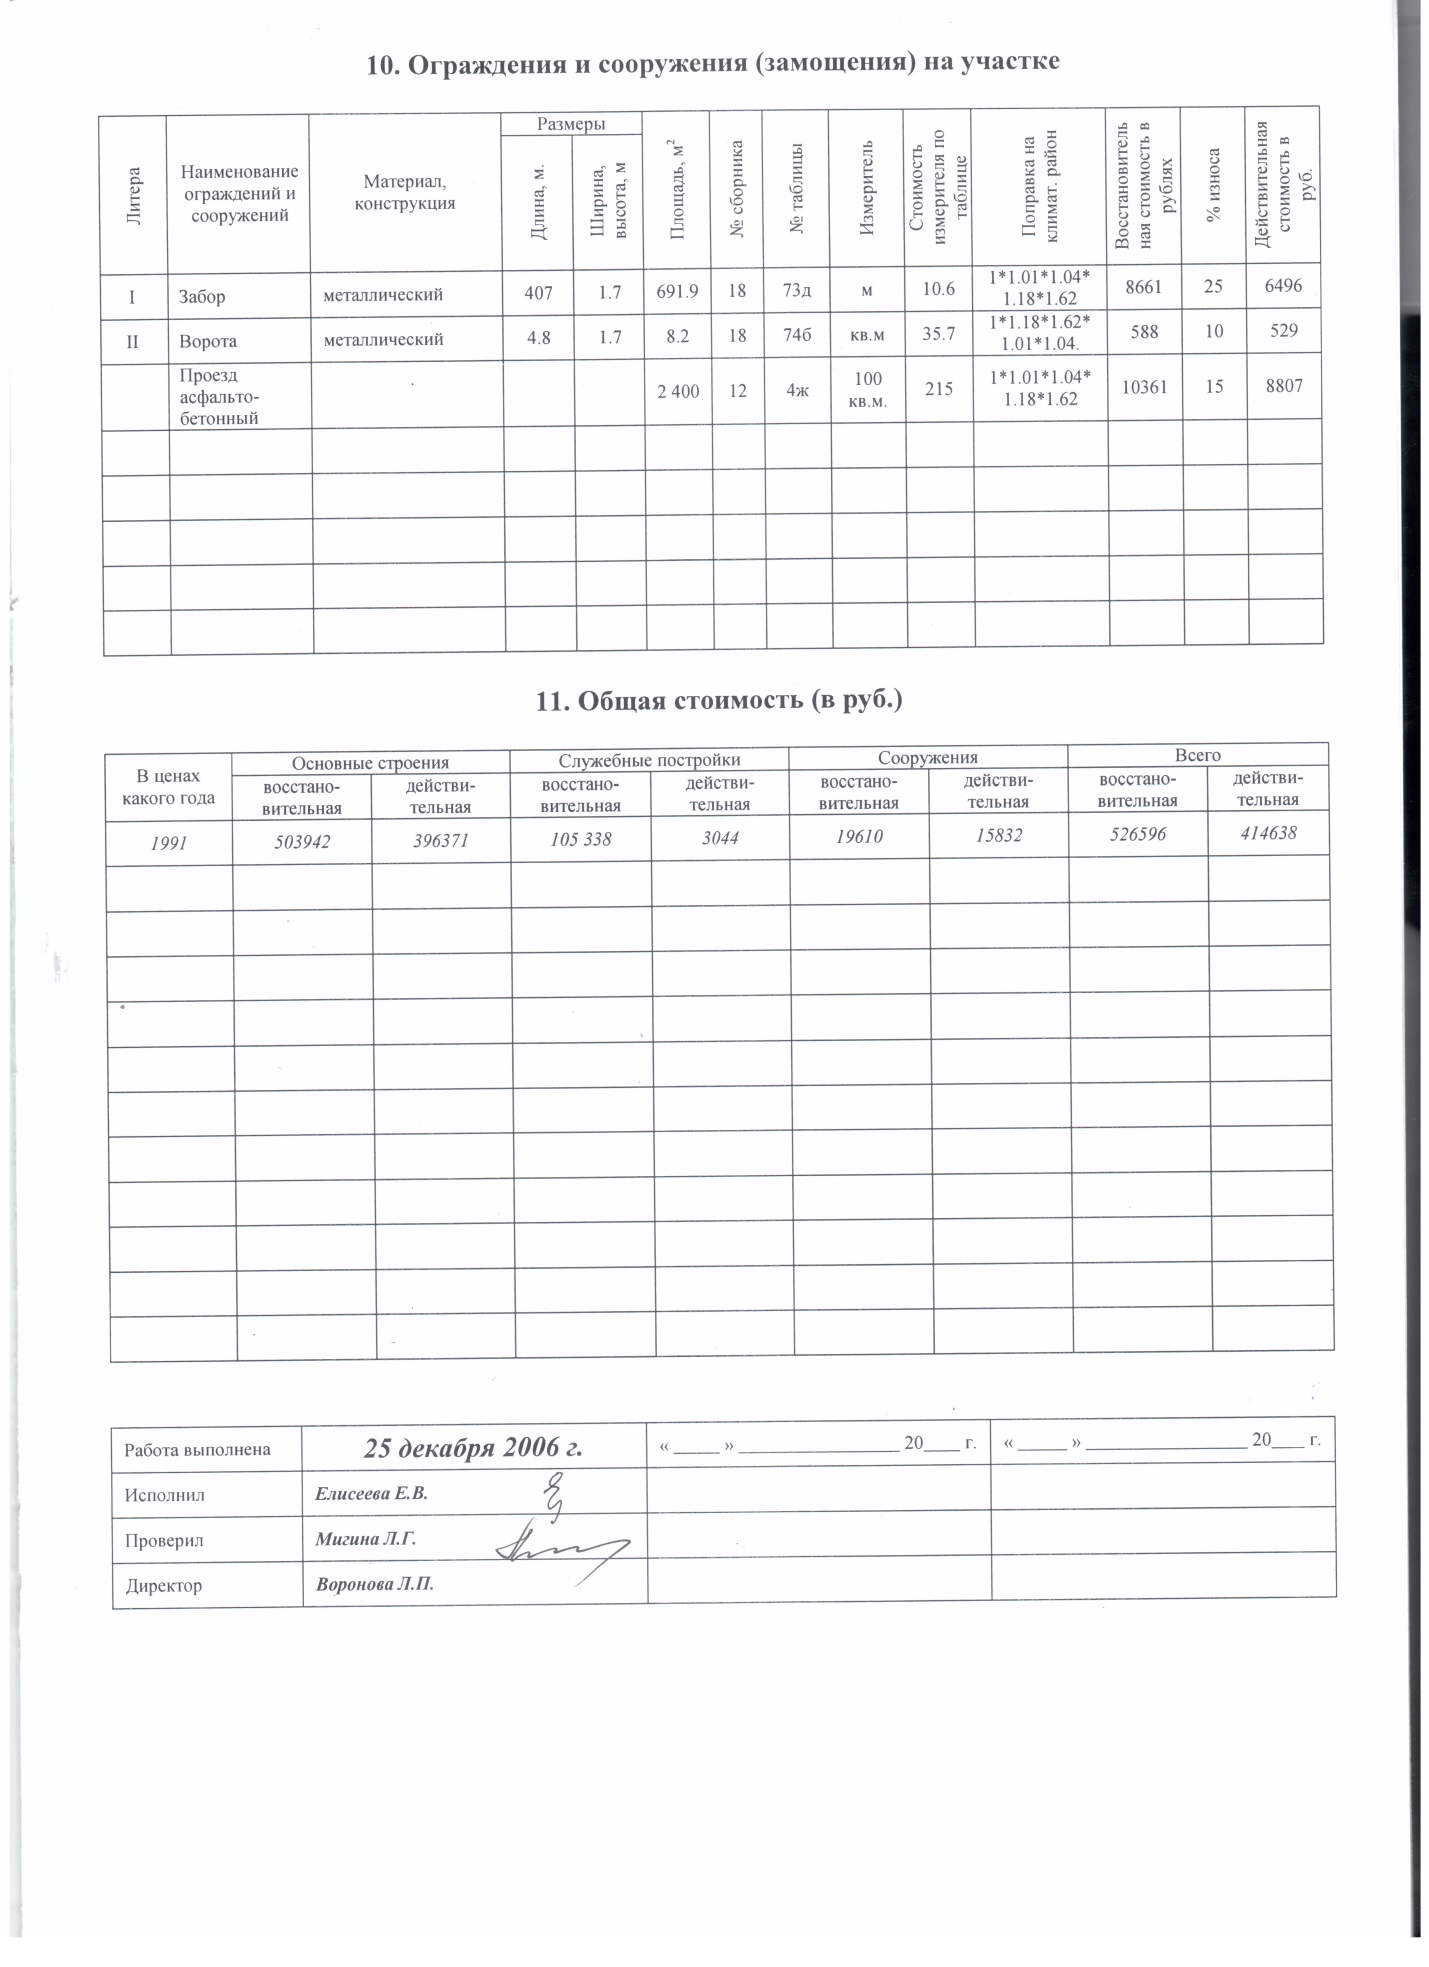 10. Ограждения и сооружения (замощения) на участке
Литера
Наименование
ограждений и
сооружений
Материал,
конструкция
Размеры
Длина, м.
Ширина,
высота, м
Площадь, м²
№ сборника
№ таблицы
Измеритель
Стоимость
измерителя по
таблице
Поправка на
климат. район
Восстановитель
ная стоимость в
рублях
% износа
Действительная
стоимость в
руб.
I Забор металлический 407 1.7 691.9 18 73д м 10.6 1*1.01*1.04* 8661 25 6496
1.18*1.62
II Ворота металлический 4.8 1.7 8.2 18 74б кв.м 35.7 1*1.18*1.62* 588 10 529
1.01*1.04.
Проезд
асфальто-
бетонный
2 400 12 4ж 100 215 1*1.01*1.04* 10361 15 8807
кв.м. 1.18*1.62
11. Общая стоимость (в руб.)
В ценах
какого года
Основные строения Служебные постройки Сооружения Всего
восстано- действи- восстано- действи- восстано- действи- восстано- действи-
вительная тельная вительная тельная вительная тельная вительная тельная
1991 503942 396371 105 338 3044 19610 15832 526596 414638
Работа выполнена 25 декабря 2006 г. « _____ » __________________ 20____ г. « _____ » __________________ 20____ г.
Исполнил Елисеева Е.В.
Проверил Мигина Л.Г.
Директор Воронова Л.П.